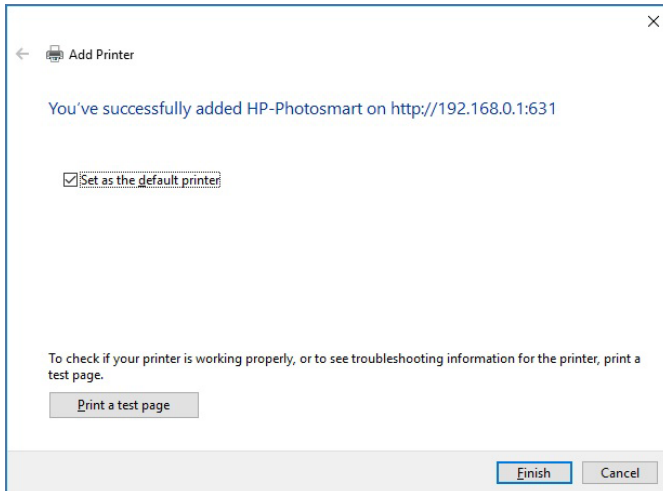 Add Printer
You've successfully added HP-Photosmart on http://192.168.0.1:631
Set as the default printer
To check if your printer is working properly, or to see troubleshooting information for the printer, print a
test page.
Print a test page
Finish Cancel